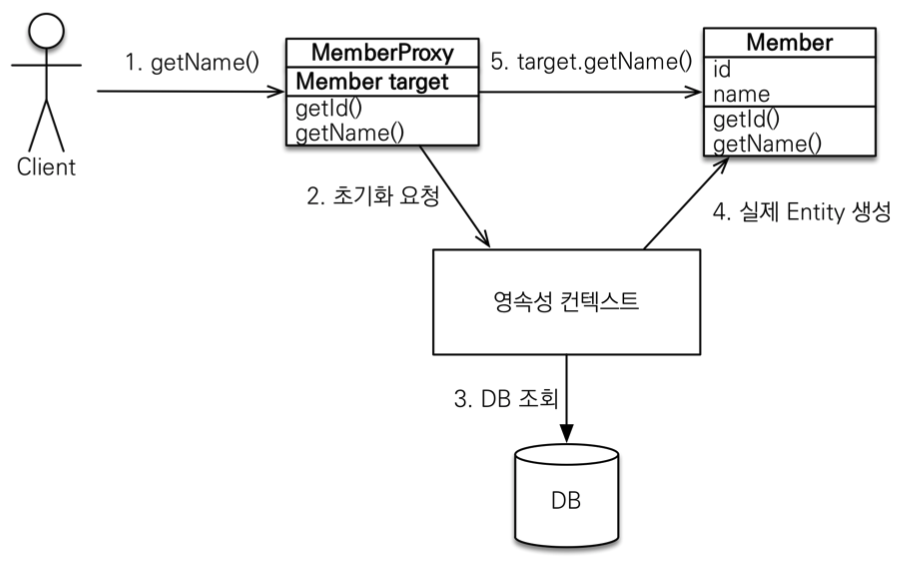 1. getName()
Client
MemberProxy
Member target
getId()
getName()
5. target.getName()
Member
id
name
getId()
getName()
2. 초기화 요청
4. 실제 Entity 생성
영속성 컨텍스트
3. DB 조회
DB